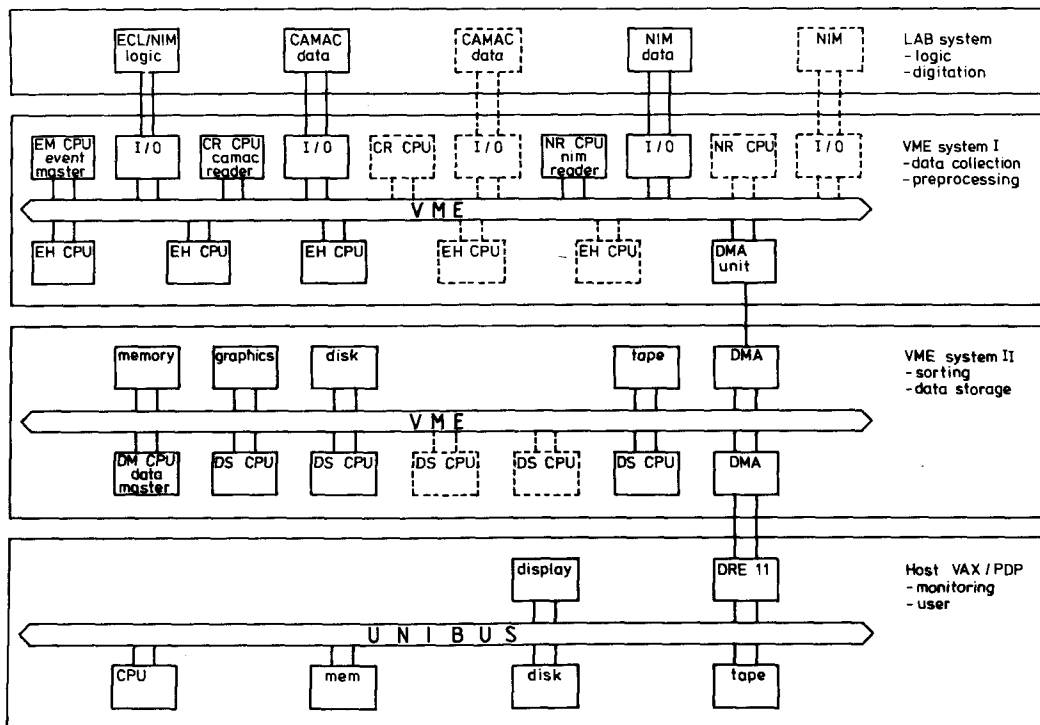 ECL/NIM
logic
CAMAC
data
CAMAC
data
NIM
data
NIM
LAB system
- logic
- digitation
EM CPU
event
master
I/O
CR CPU
camac
reader
I/O
CR CPU
I/O
NR CPU
nim
reader
I/O
NR CPU
I/O
VME system I
- data collection
- preprocessing
VME
EH CPU
EH CPU
EH CPU
EH CPU
EH CPU
DMA
unit
memory
graphics
disk
tape
DMA
VME system II
- sorting
- data storage
VME
DM CPU
data
master
DS CPU
DS CPU
DS CPU
DS CPU
DS CPU
DMA
display
DRE 11
Host VAX / PDP
- monitoring
- user
UNIBUS
CPU
mem
disk
tape